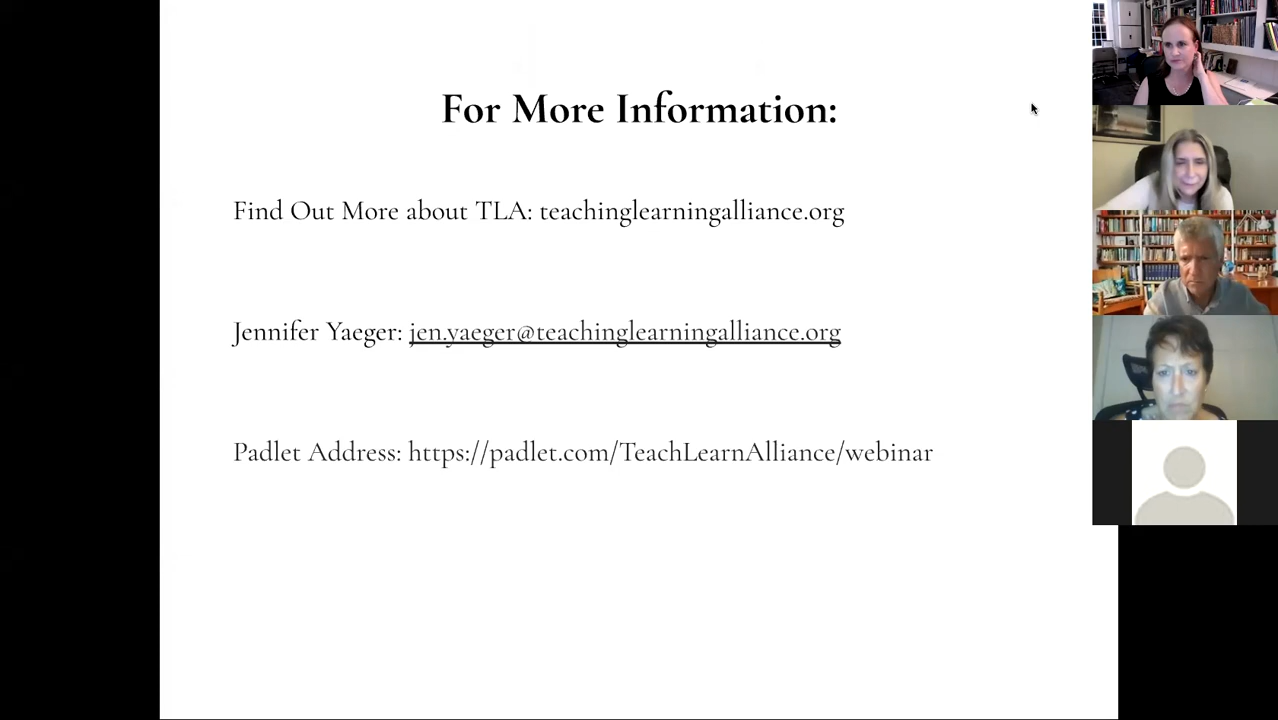 For More Information:
Find Out More about TLA: teachinglearningalliance.org
Jennifer Yaeger: jen.yaeger@teachinglearningalliance.org
Padlet Address: https://padlet.com/TeachLearnAlliance/webinar